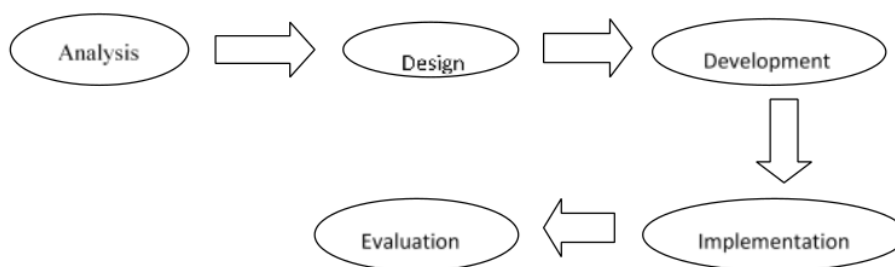 Analysis
Design
Development
Evaluation
Implementation